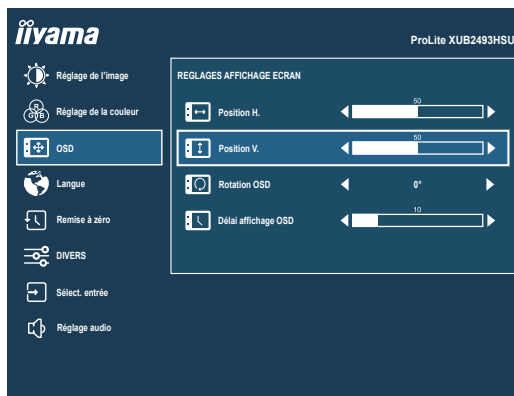 iiyama
ProLite XUB2493HSU
Réglage de l'image
Réglage de la couleur
OSD
Langue
Remise à zéro
DIVERS
Sélect. entrée
Réglage audio
REGLAGES AFFICHAGE ECRAN
Position H.
50
Position V.
50
Rotation OSD
0°
Délai affichage OSD
10
R
G B